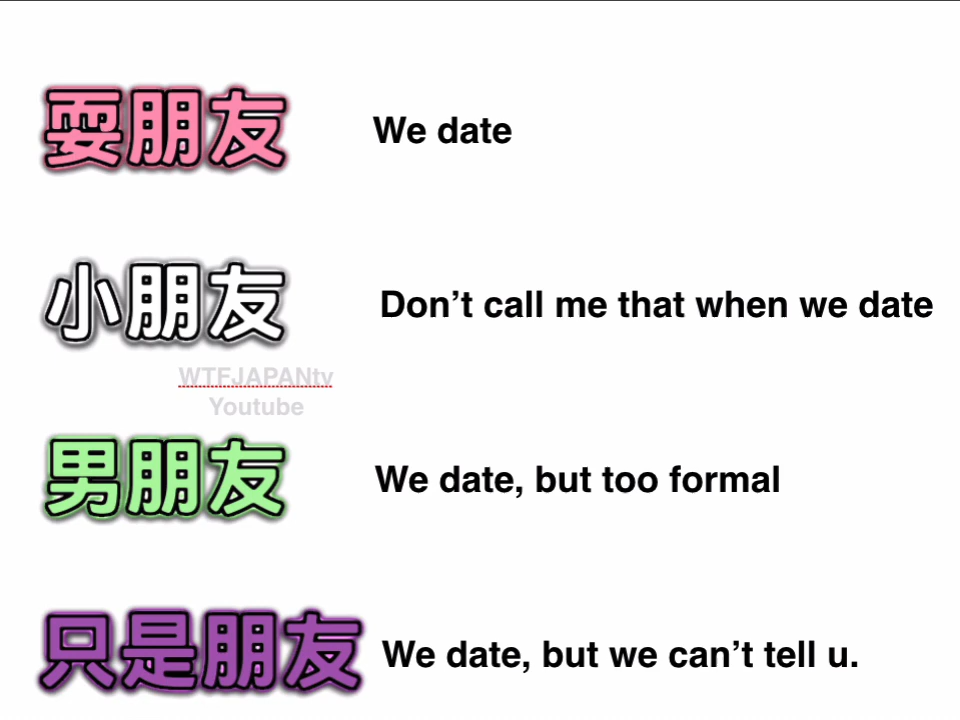 耍朋友
We date
小朋友
Don’t call me that when we date
WTFJAPANtv
Youtube
男朋友
We date, but too formal
只是朋友
We date, but we can’t tell u.